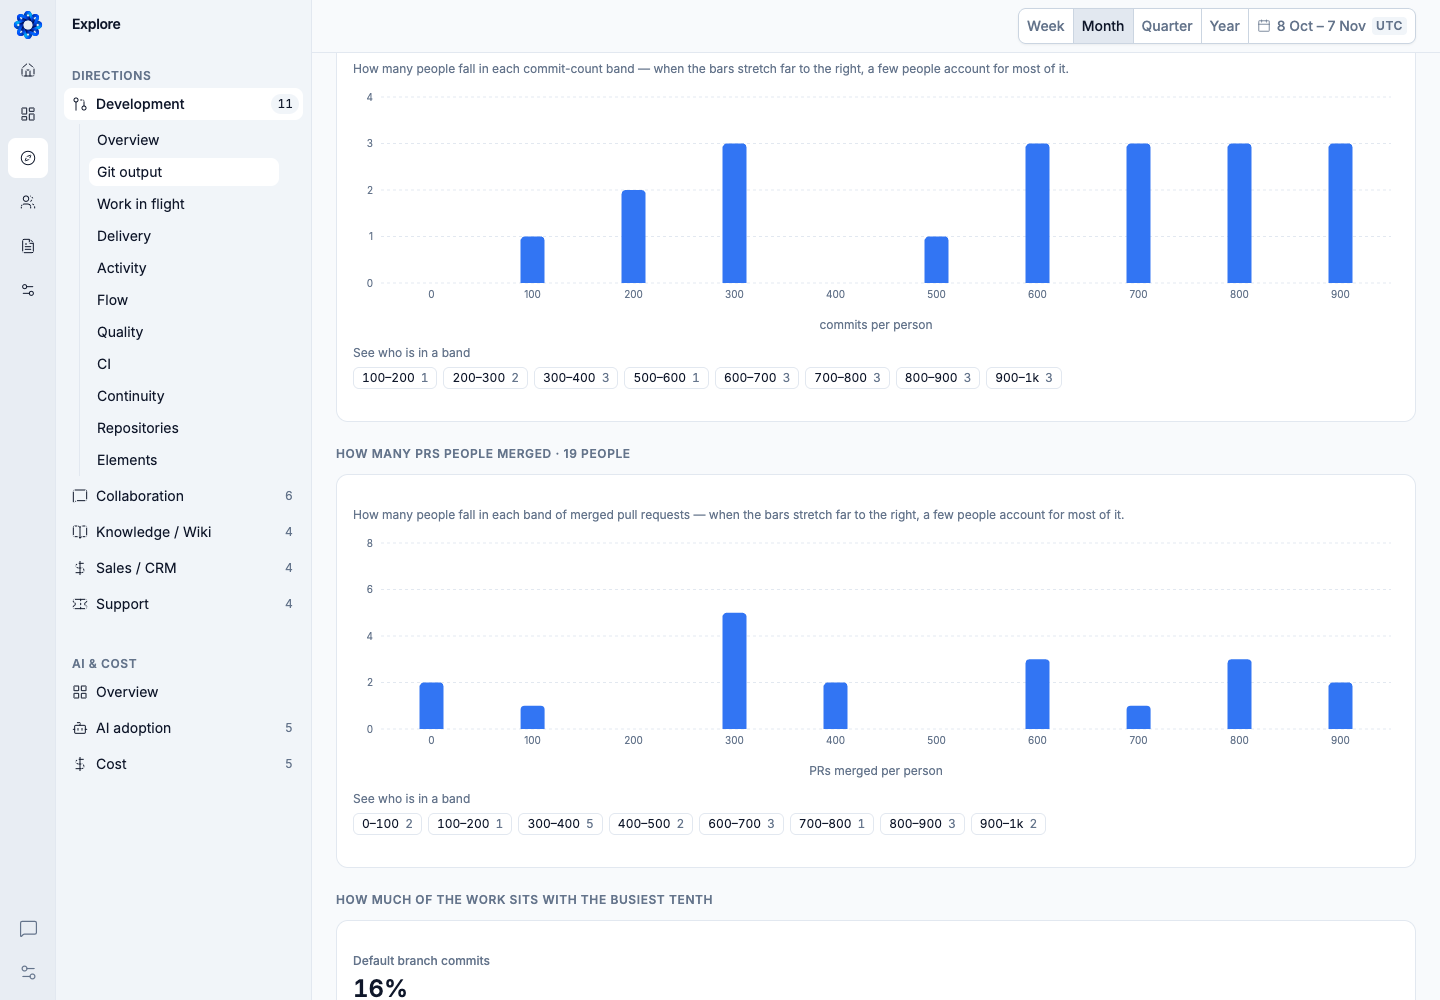 Explore
Week Month Quarter Year 8 Oct – 7 Nov UTC
DIRECTIONS
Development 11
Overview
Git output
Work in flight
Delivery
Activity
Flow
Quality
CI
Continuity
Repositories
Elements
Collaboration 6
Knowledge / Wiki 4
Sales / CRM 4
Support 4
AI & COST
Overview
AI adoption 5
Cost 5
How many people fall in each commit-count band — when the bars stretch far to the right, a few people account for most of it.
4
3
2
1
0
0 100 200 300 400 500 600 700 800 900
commits per person
See who is in a band
100–200 1 200–300 2 300–400 3 500–600 1 600–700 3 700–800 3 800–900 3 900–1k 3
HOW MANY PRS PEOPLE MERGED · 19 PEOPLE
How many people fall in each band of merged pull requests — when the bars stretch far to the right, a few people account for most of it.
8
6
4
2
0
0 100 200 300 400 500 600 700 800 900
PRs merged per person
See who is in a band
0–100 2 100–200 1 300–400 5 400–500 2 600–700 3 700–800 1 800–900 3 900–1k 2
HOW MUCH OF THE WORK SITS WITH THE BUSIEST TENTH
Default branch commits
16%